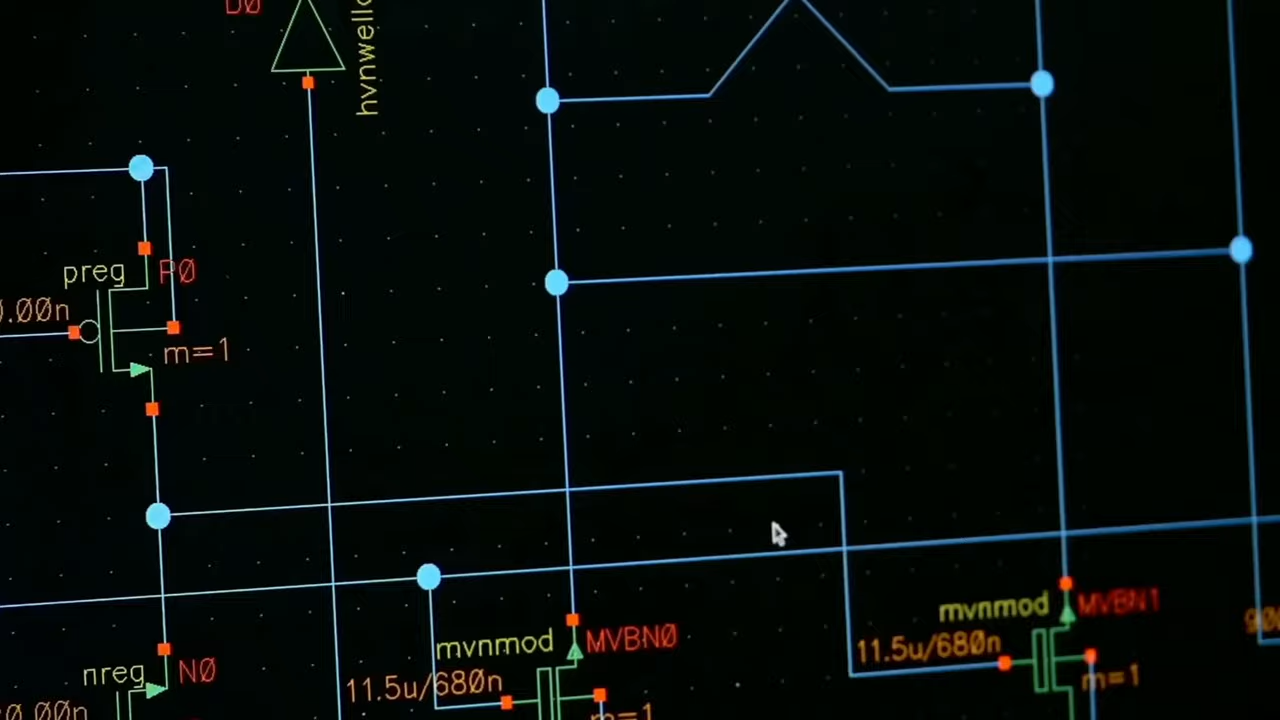 D0
hvnwell
preg
P0
0.00n
m=1
mvnmod
MVBN0
11.5u/680n
m=1
nreg
N0
0.00n
mvnmod
MVBN1
11.5u/680n
m=1